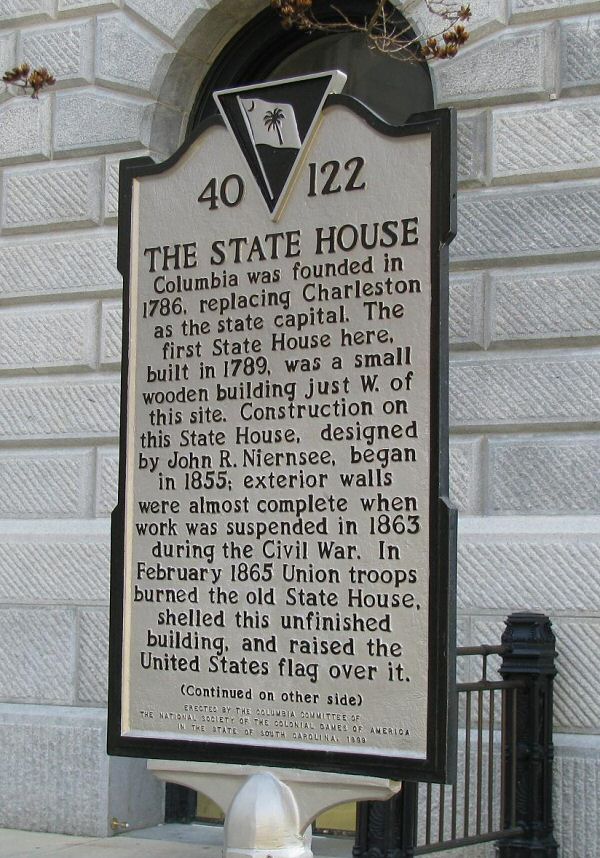 40 122
THE STATE HOUSE
Columbia was founded in
1786, replacing Charleston
as the state capital. The
first State House here,
built in 1789, was a small
wooden building just W. of
this site. Construction on
this State House, designed
by John R. Niernsee, began
in 1855; exterior walls
were almost complete when
work was suspended in 1863
during the Civil War. In
February 1865 Union troops
burned the old State House,
shelled this unfinished
building, and raised the
United States flag over it.
(Continued on other side)
ERECTED BY THE COLUMBIA COMMITTEE OF
THE NATIONAL SOCIETY OF THE COLONIAL DAMES OF AMERICA
IN THE STATE OF SOUTH CAROLINA,